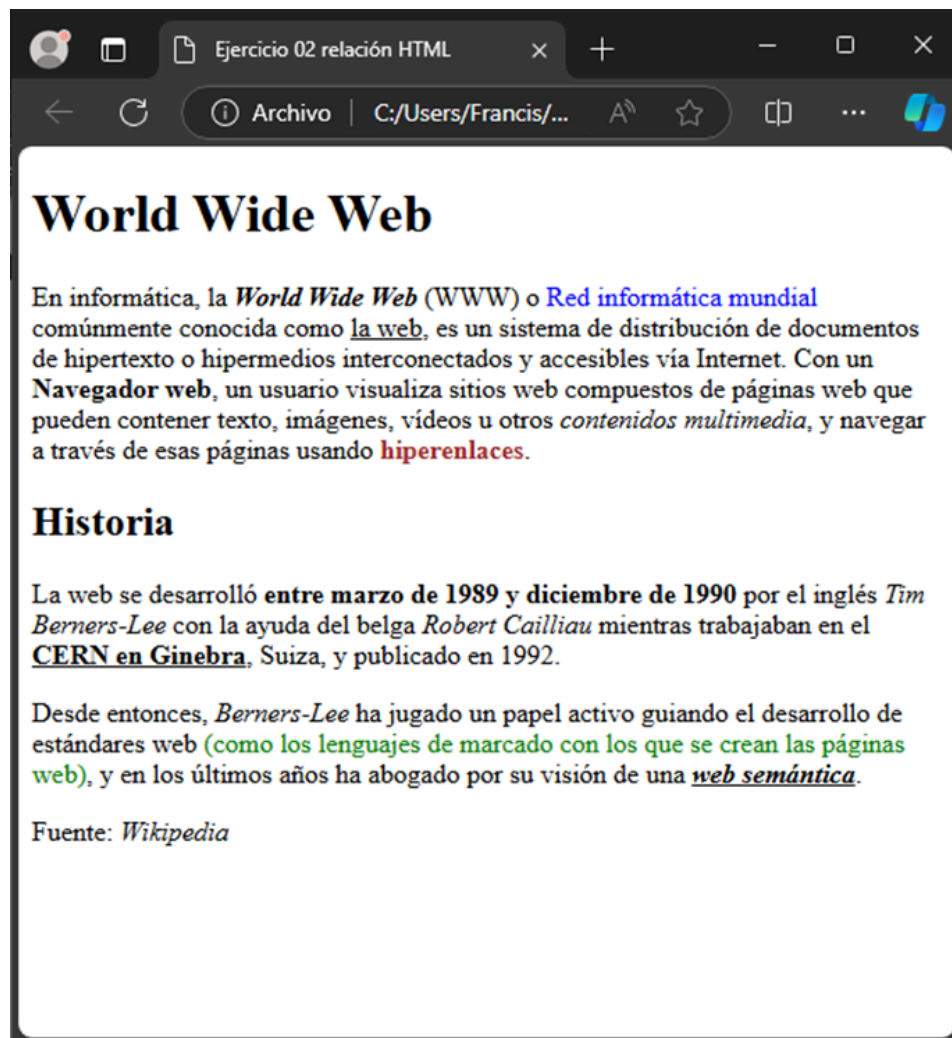 Ejercicio 02 relación HTML
Archivo | C:/Users/Francis/...
World Wide Web
En informática, la World Wide Web (WWW) o Red informática mundial
comúnmente conocida como la web, es un sistema de distribución de documentos
de hipertexto o hipermedios interconectados y accesibles vía Internet. Con un
Navegador web, un usuario visualiza sitios web compuestos de páginas web que
pueden contener texto, imágenes, vídeos u otros contenidos multimedia, y navegar
a través de esas páginas usando hiperenlaces.
Historia
La web se desarrolló entre marzo de 1989 y diciembre de 1990 por el inglés Tim
Berners-Lee con la ayuda del belga Robert Cailliau mientras trabajaban en el
CERN en Ginebra, Suiza, y publicado en 1992.
Desde entonces, Berners-Lee ha jugado un papel activo guiando el desarrollo de
estándares web (como los lenguajes de marcado con los que se crean las páginas
web), y en los últimos años ha abogado por su visión de una web semántica.
Fuente: Wikipedia